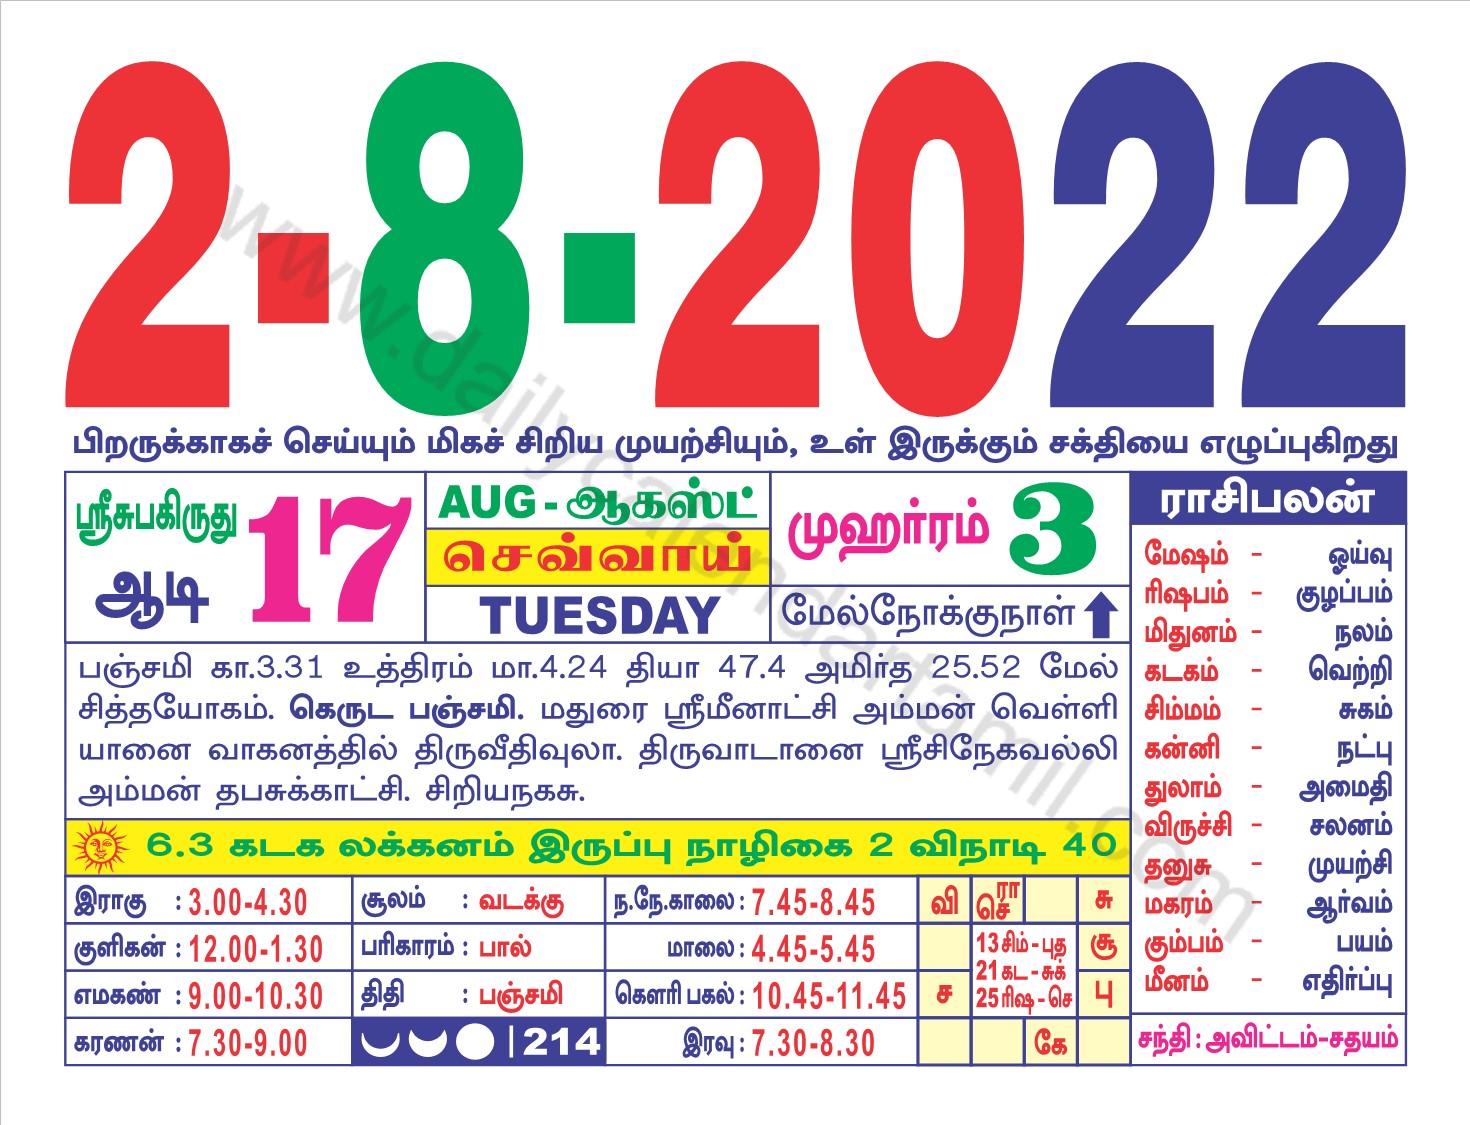 2-8-2022
பிறருக்காகச் செய்யும் மிகச் சிறிய முயற்சியும், உள் இருக்கும் சக்தியை எழுப்புகிறது
ஸ்ரீசுபகிருது
ஆடி 17
AUG - ஆகஸ்ட்
செவ்வாய்
TUESDAY
முஹர்ரம் 3
மேல்நோக்குநாள்
பஞ்சமி கா.3.31 உத்திரம் மா.4.24 தியா 47.4 அமிர்த 25.52 மேல்
சித்தயோகம். கெருட பஞ்சமி. மதுரை ஸ்ரீமீனாட்சி அம்மன் வெள்ளி
யானை வாகனத்தில் திருவீதிவுலா. திருவாடானை ஸ்ரீசிநேகவல்லி
அம்மன் தபசுக்காட்சி. சிறியநகசு.
6.3 கடக லக்கனம் இருப்பு நாழிகை 2 விநாடி 40
இராகு : 3.00-4.30
குளிகன் : 12.00-1.30
எமகண் : 9.00-10.30
கரணன் : 7.30-9.00
சூலம் : வடக்கு
பரிகாரம் : பால்
திதி : பஞ்சமி
214
ந.நே.காலை : 7.45-8.45
மாலை : 4.45-5.45
கௌரி பகல் : 10.45-11.45
இரவு : 7.30-8.30
வி
ரா
செ
சு
13 சிம் - புத
21 கட - சுக்
25 ரிஷ - செ
சூ
ச
பு
கே
ராசிபலன்
மேஷம் - ஓய்வு
ரிஷபம் - குழப்பம்
மிதுனம் - நலம்
கடகம் - வெற்றி
சிம்மம் - சுகம்
கன்னி - நட்பு
துலாம் - அமைதி
விருச்சி - சலனம்
தனுசு - முயற்சி
மகரம் - ஆர்வம்
கும்பம் - பயம்
மீனம் - எதிர்ப்பு
சந்தி : அவிட்டம்-சதயம்
www.dailycalendartamil.com